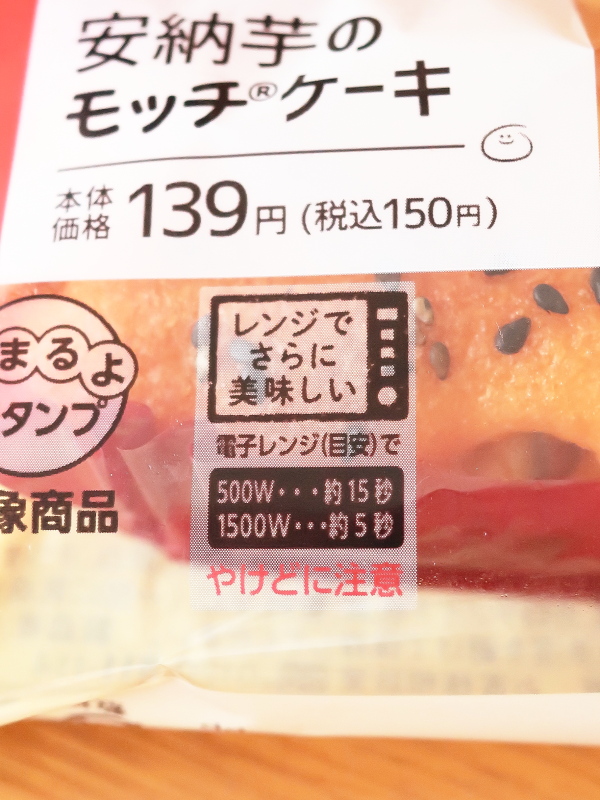 安納芋の
モッチ®ケーキ
本体
価格 139円 (税込150円)
まるよ
タンプ
象商品
レンジで
さらに
美味しい
電子レンジ(目安)で
500W・・・約15秒
1500W・・・約5秒
やけどに注意